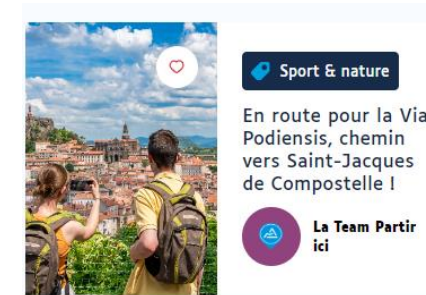 Sport & nature
En route pour la Via
Podiensis, chemin
vers Saint-Jacques
de Compostelle !
La Team Partir
ici